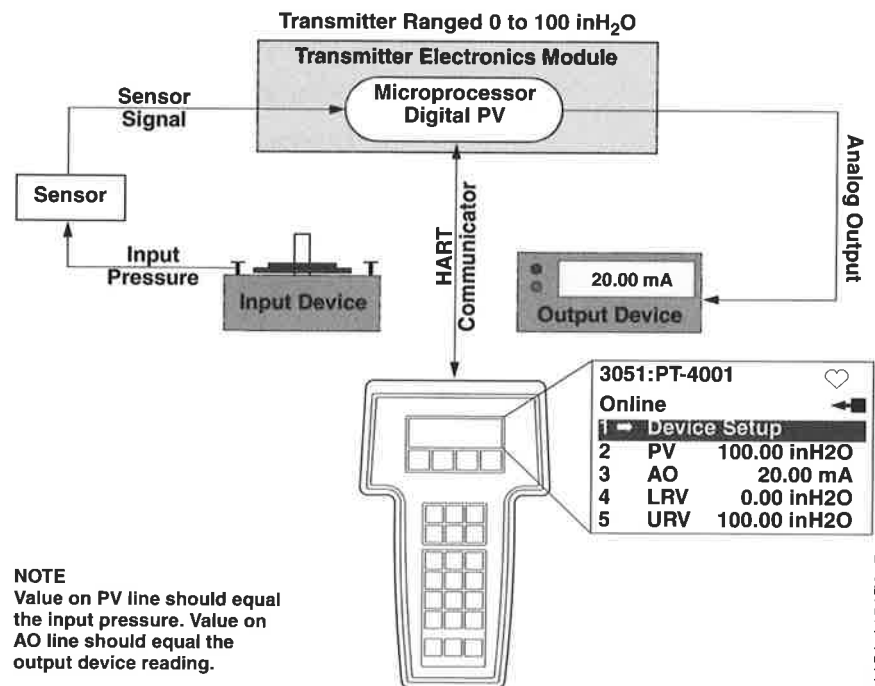 Transmitter Ranged 0 to 100 inH2O
Transmitter Electronics Module
Microprocessor
Digital PV
Sensor
Signal
Sensor
Input
Pressure
Input Device
HART
Communicator
Analog Output
20.00 mA
Output Device
3051:PT-4001
Online
1 ➡ Device Setup
2 PV 100.00 inH2O
3 AO 20.00 mA
4 LRV 0.00 inH2O
5 URV 100.00 inH2O
NOTE
Value on PV line should equal
the input pressure. Value on
AO line should equal the
output device reading.